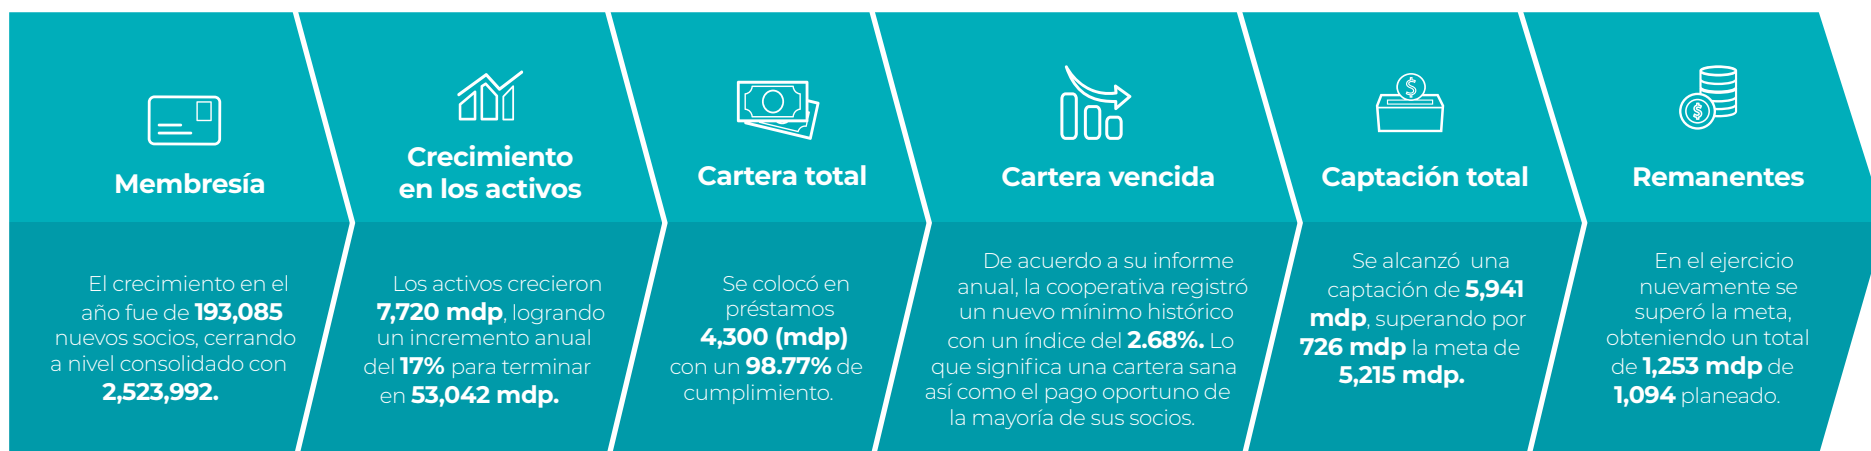 Membresía
El crecimiento en el
año fue de 193,085
nuevos socios, cerrando
a nivel consolidado con
2,523,992.
Crecimiento
en los activos
Los activos crecieron
7,720 mdp, logrando
un incremento anual
del 17% para terminar
en 53,042 mdp.
Cartera total
Se colocó en
préstamos
4,300 (mdp)
con un 98.77% de
cumplimiento.
Cartera vencida
De acuerdo a su informe
anual, la cooperativa registró
un nuevo mínimo histórico
con un índice del 2.68%. Lo
que significa una cartera sana
así como el pago oportuno de
la mayoría de sus socios.
Captación total
Se alcanzó una
captación de 5,941
mdp, superando por
726 mdp la meta de
5,215 mdp.
Remanentes
En el ejercicio
nuevamente se
superó la meta,
obteniendo un total
de 1,253 mdp de
1,094 planeado.